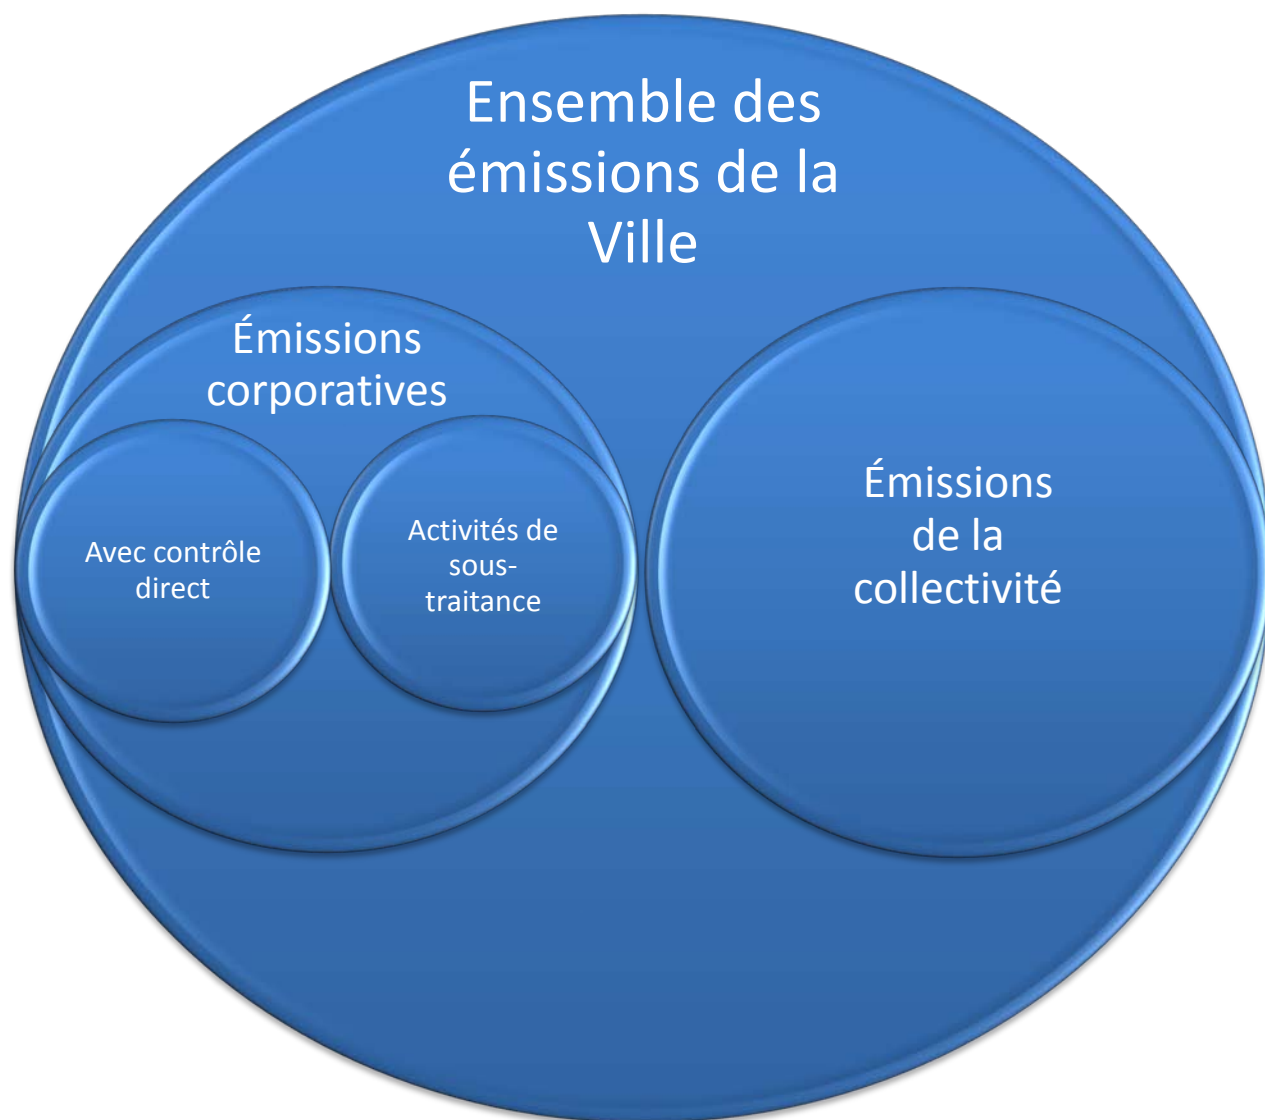 Ensemble des
émissions de la
Ville
Émissions
corporatives
Avec contrôle
direct
Activités de
sous-
traitance
Émissions
de la
collectivité